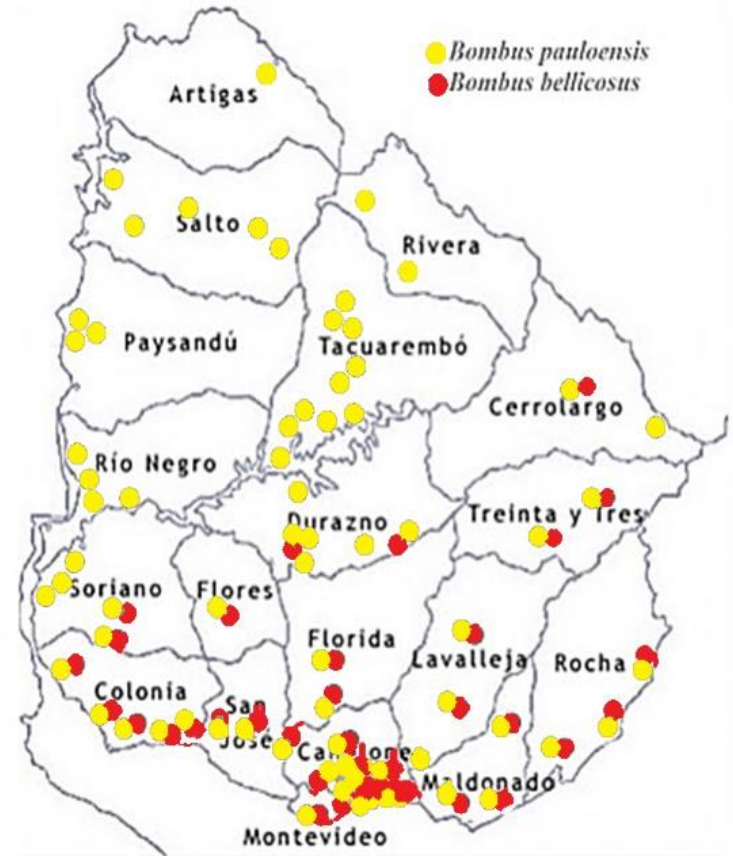 Bombus pauloensis
Bombus bellicosus
Artigas
Salto
Rivera
Paysandú
Tacuarembó
Cerrolargo
Río Negro
Durazno
Treinta y Tres
Soriano
Flores
Florida
Lavalleja
Rocha
Colonia
San
José
Canelones
Maldonado
Montevideo